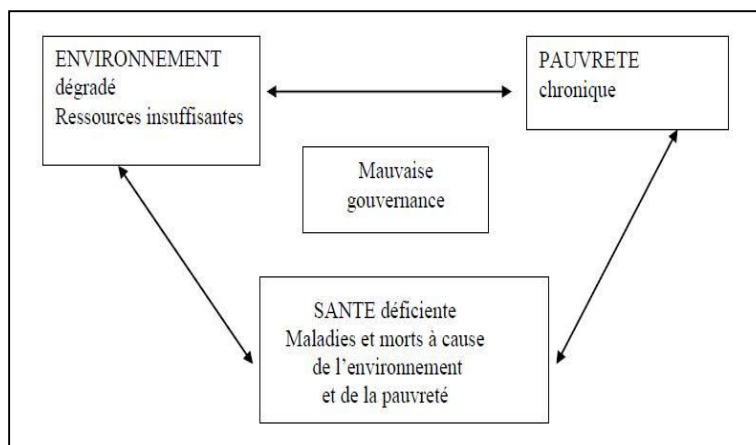 ENVIRONNEMENT
dégradé
Ressources insuffisantes
PAUVRETE
chronique
Mauvaise
gouvernance
SANTE déficiente
Maladies et morts à cause
de l’environnement
et de la pauvreté